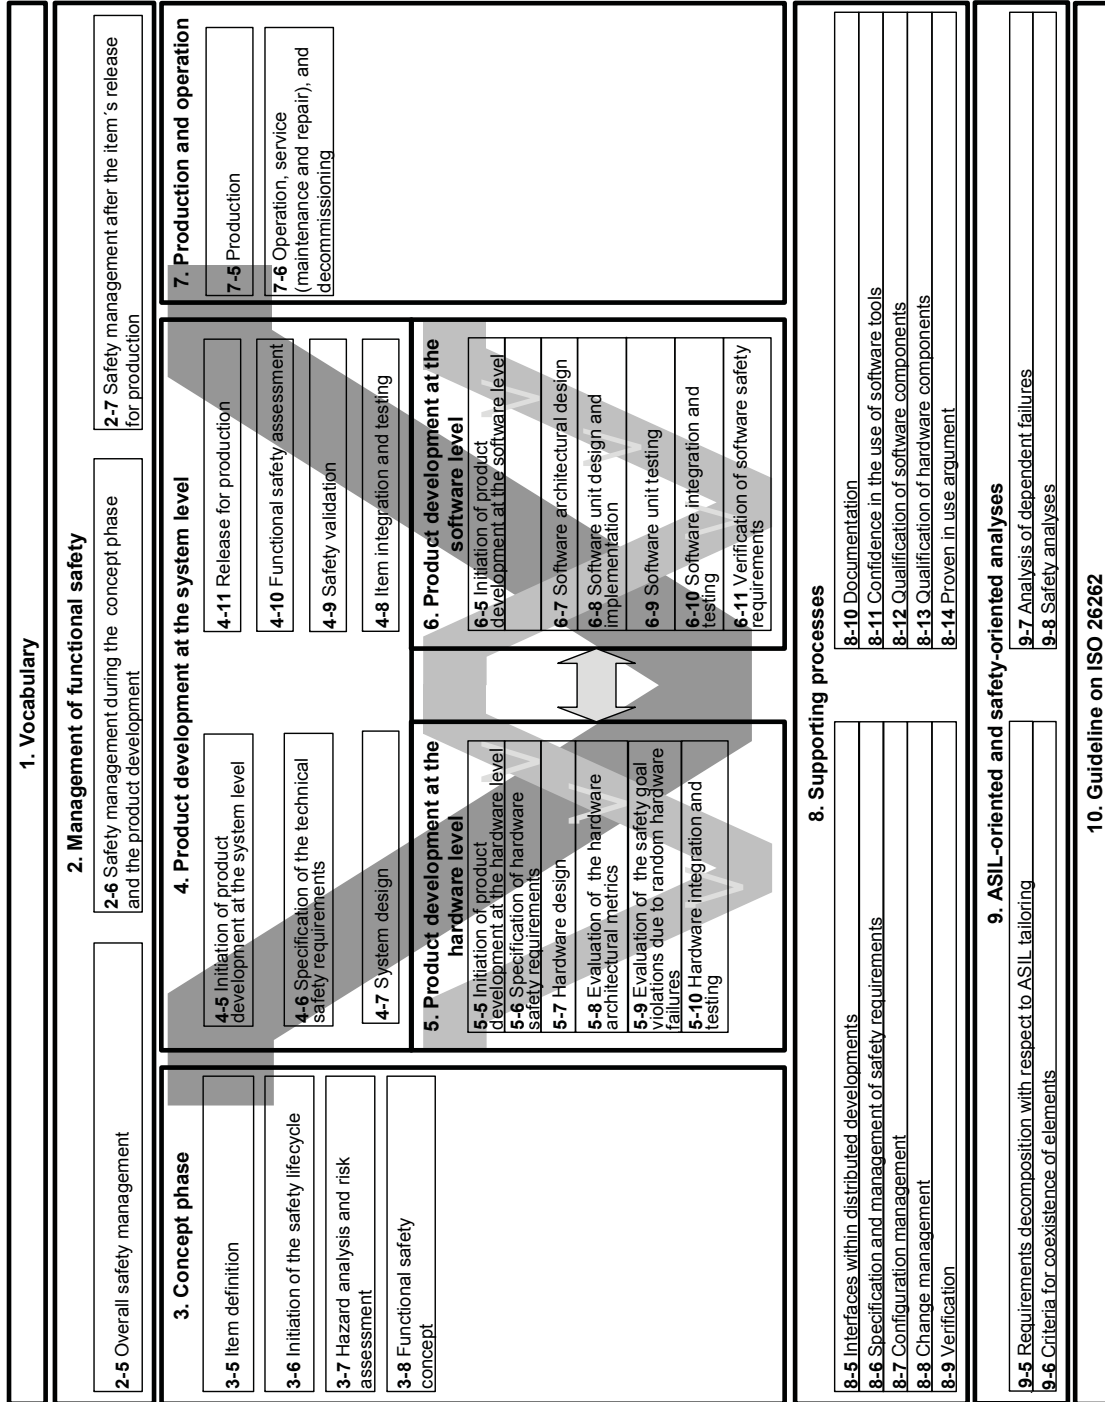 1. Vocabulary
2. Management of functional safety
2-5 Overall safety management
2-6 Safety management during the concept phase
and the product development
2-7 Safety management after the item´s release
for production
3. Concept phase
3-5 Item definition
3-6 Initiation of the safety lifecycle
3-7 Hazard analysis and risk
assessment
3-8 Functional safety
concept
4. Product development at the system level
4-5 Initiation of product
development at the system level
4-6 Specification of the technical
safety requirements
4-7 System design
4-11 Release for production
4-10 Functional safety assessment
4-9 Safety validation
4-8 Item integration and testing
5. Product development at the
hardware level
5-5 Initiation of product
development at the hardware level
5-6 Specification of hardware
safety requirements
5-7 Hardware design
5-8 Evaluation of the hardware
architectural metrics
5-9 Evaluation of the safety goal
violations due to random hardware
failures
5-10 Hardware integration and
testing
6. Product development at the
software level
6-5 Initiation of product
development at the software level
6-7 Software architectural design
6-8 Software unit design and
implementation
6-9 Software unit testing
6-10 Software integration and
testing
6-11 Verification of software safety
requirements
7. Production and operation
7-5 Production
7-6 Operation, service
(maintenance and repair), and
decommissioning
8. Supporting processes
8-5 Interfaces within distributed developments
8-6 Specification and management of safety requirements
8-7 Configuration management
8-8 Change management
8-9 Verification
8-10 Documentation
8-11 Confidence in the use of software tools
8-12 Qualification of software components
8-13 Qualification of hardware components
8-14 Proven in use argument
9. ASIL-oriented and safety-oriented analyses
9-5 Requirements decomposition with respect to ASIL tailoring
9-6 Criteria for coexistence of elements
9-7 Analysis of dependent failures
9-8 Safety analyses
10. Guideline on ISO 26262